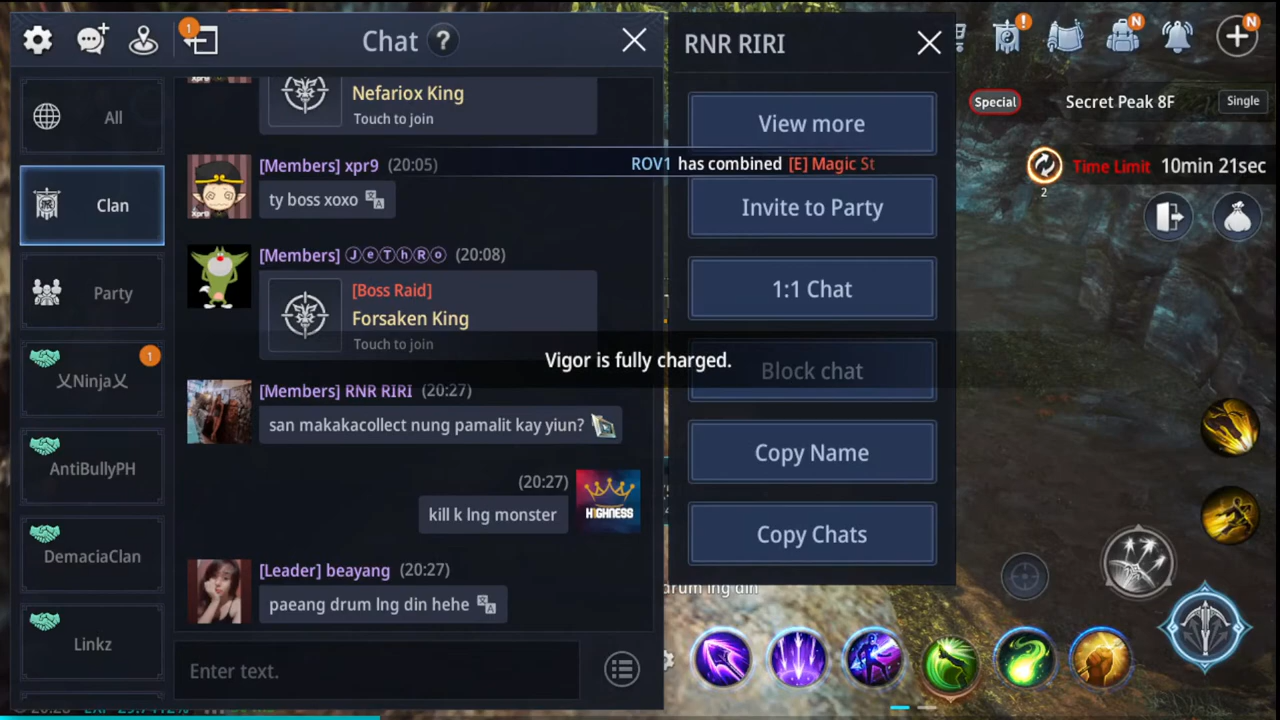 1
Chat ?
RNR RIRI
N
N
Special
Secret Peak 8F
Single
Time Limit 10min 21sec
2
All
Clan
Party
乂Ninja乂
1
AntiBullyPH
DemaciaClan
Linkz
Nefariox King
Touch to join
[Members] xpr9 (20:05)
ty boss xoxo
[Members] ⒿⓔⓉⓗⓇⓞ (20:08)
[Boss Raid]
Forsaken King
Touch to join
[Members] RNR RIRI (20:27)
san makakacollect nung pamalit kay yiun?
(20:27)
kill k lng monster
H1GHNESS
[Leader] beayang (20:27)
paeang drum lng din hehe
Enter text.
View more
ROV1 has combined [E] Magic St
Invite to Party
1:1 Chat
Vigor is fully charged.
Block chat
Copy Name
Copy Chats
drum lng din